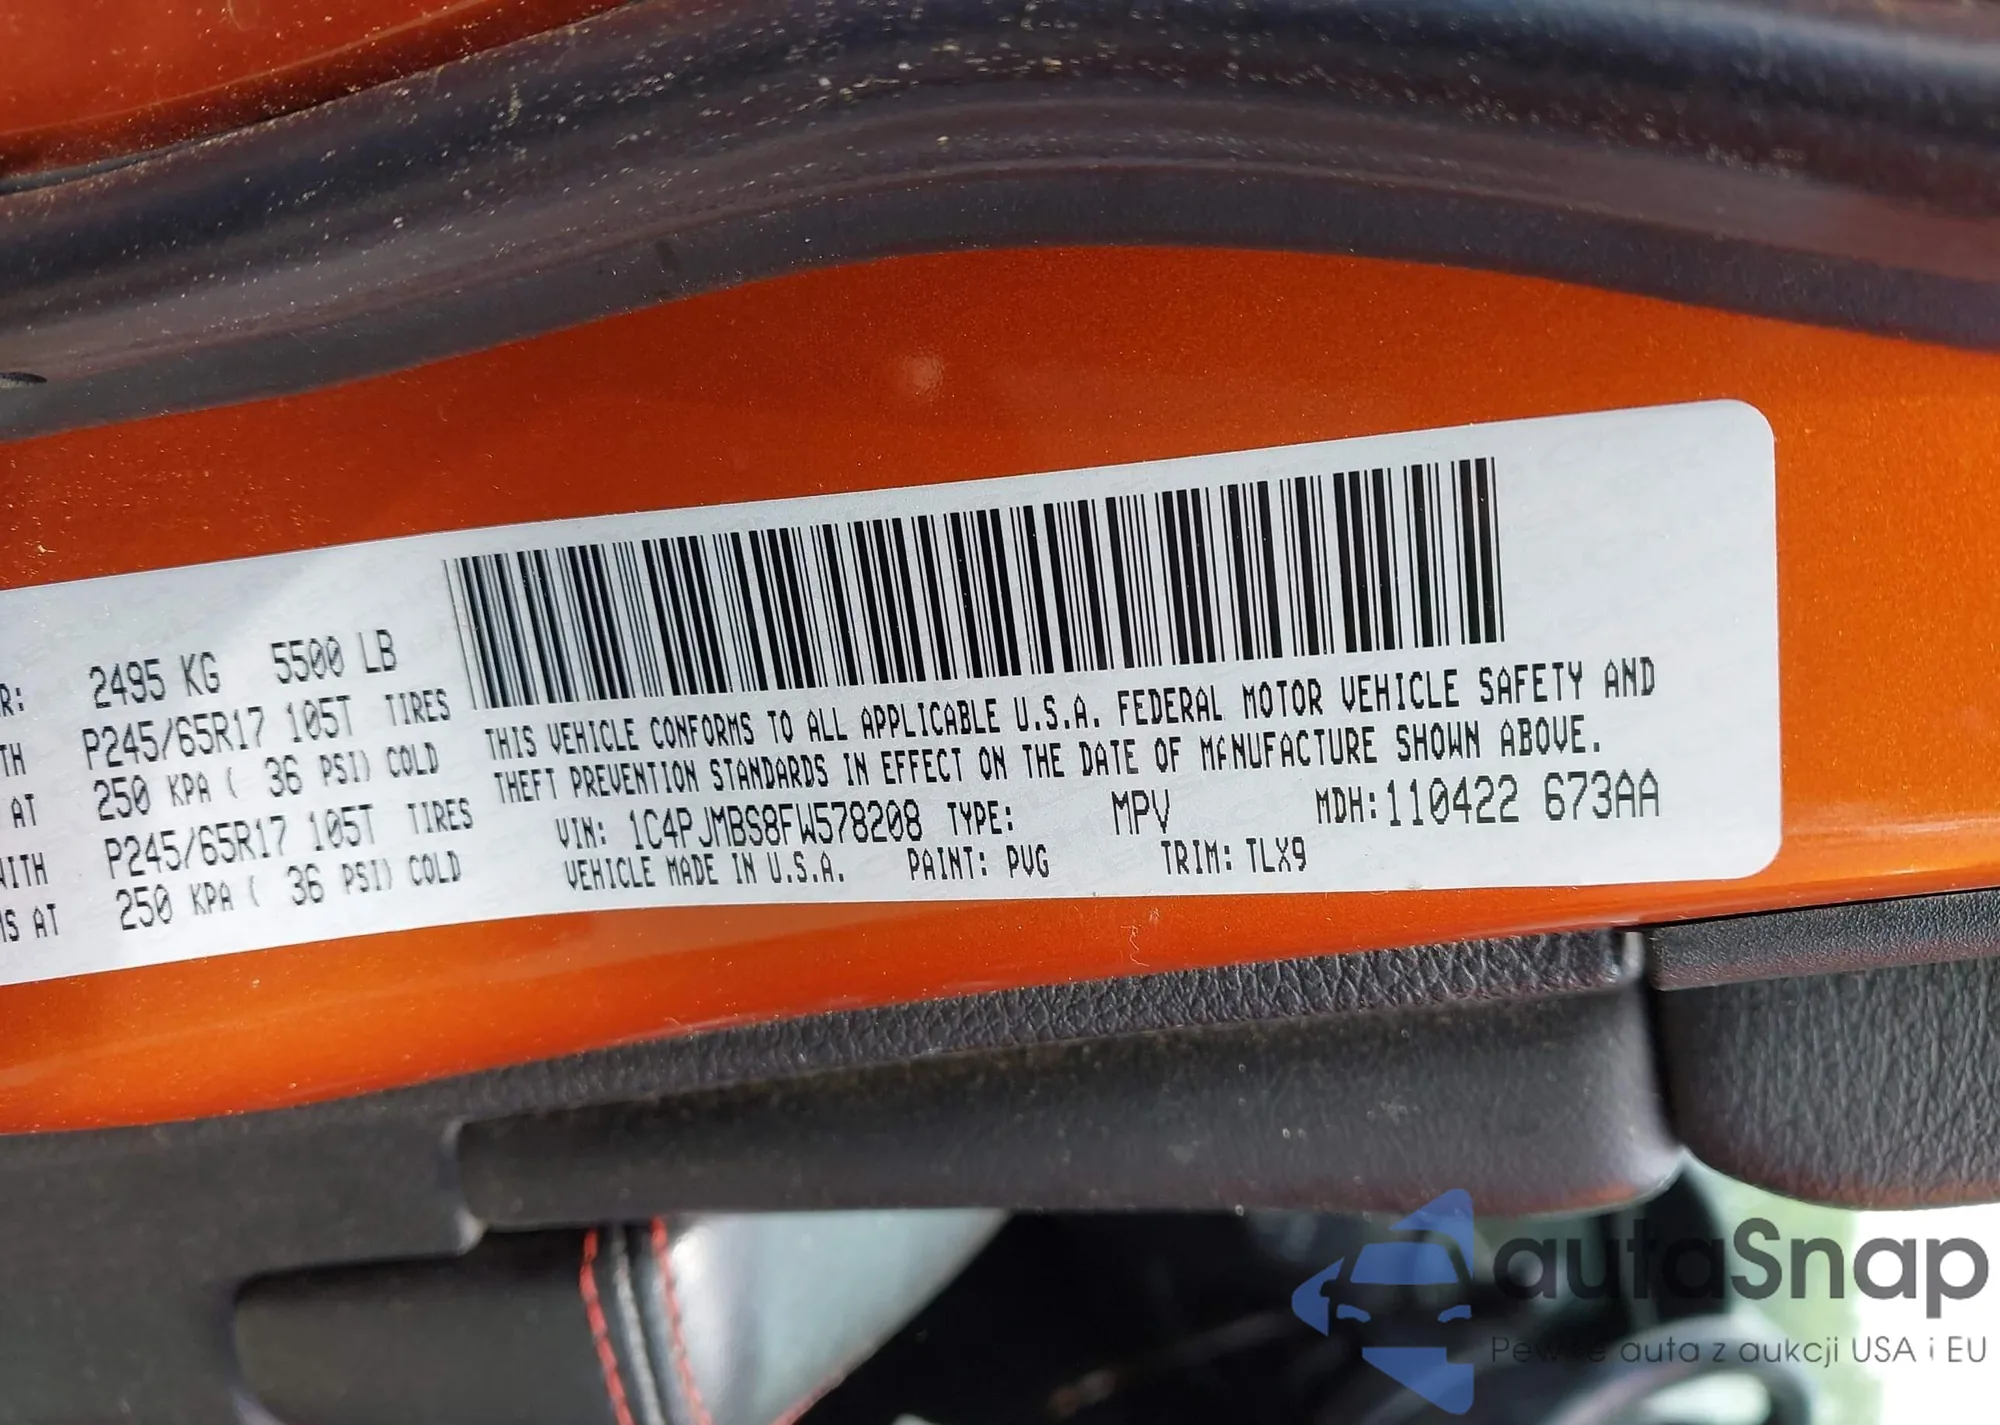 R: 2495 KG 5500 LB
TH P245/65R17 105T TIRES
AT 250 KPA ( 36 PSI) COLD
WITH P245/65R17 105T TIRES
MS AT 250 KPA ( 36 PSI) COLD
THIS VEHICLE CONFORMS TO ALL APPLICABLE U.S.A. FEDERAL MOTOR VEHICLE SAFETY AND
THEFT PREVENTION STANDARDS IN EFFECT ON THE DATE OF MANUFACTURE SHOWN ABOVE.
VIN: 1C4PJMBS8FW578208 TYPE: MPV MDH:110422 673AA
VEHICLE MADE IN U.S.A. PAINT: PVG TRIM: TLX9
autaSnap
Pewne auta z aukcji USA i EU